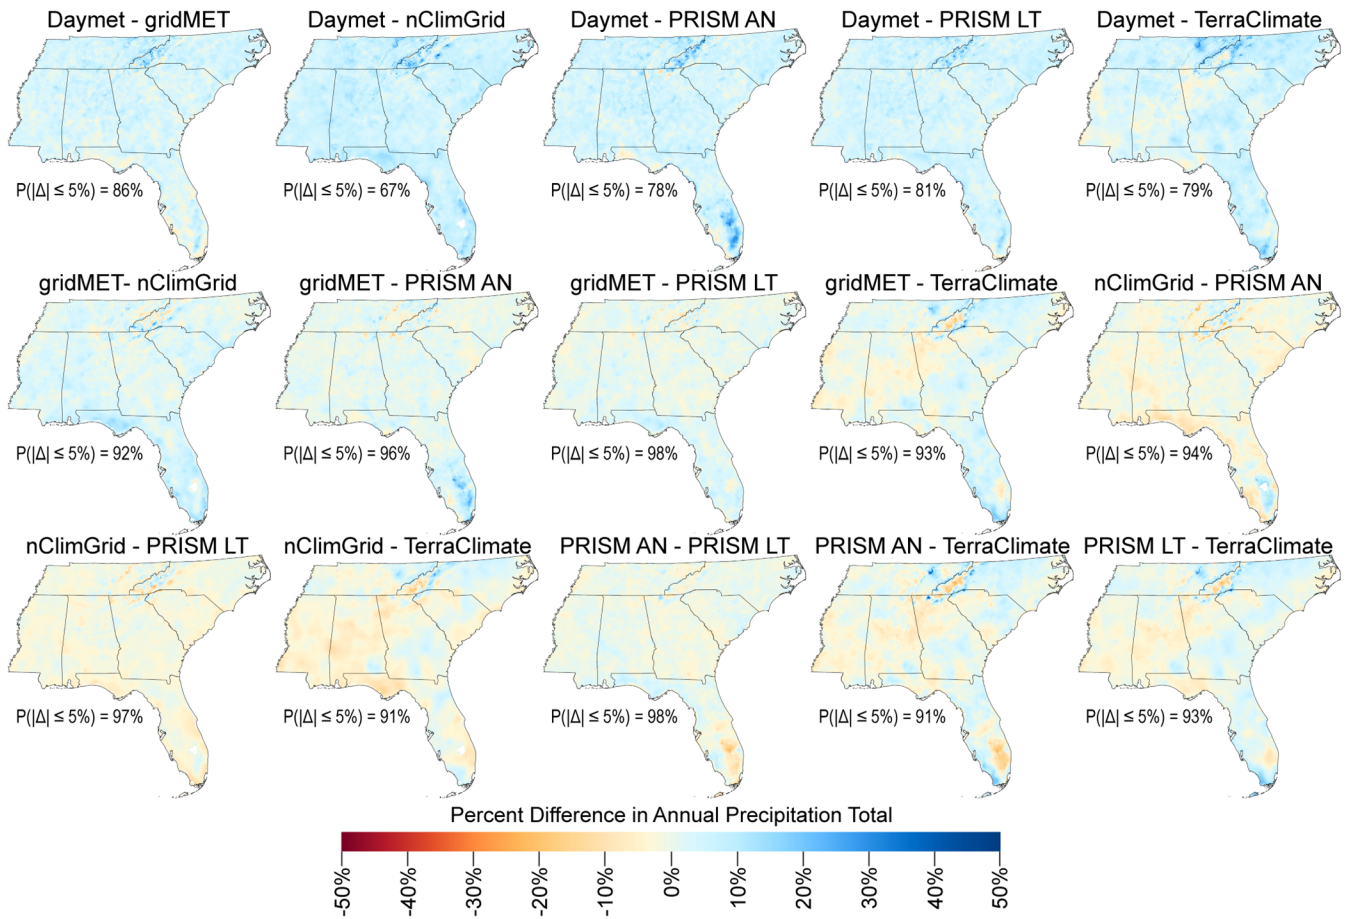 Daymet - gridMET
Daymet - nClimGrid
Daymet - PRISM AN
Daymet - PRISM LT
Daymet - TerraClimate
P(|Δ| ≤ 5%) = 86%
P(|Δ| ≤ 5%) = 67%
P(|Δ| ≤ 5%) = 78%
P(|Δ| ≤ 5%) = 81%
P(|Δ| ≤ 5%) = 79%
gridMET- nClimGrid
gridMET - PRISM AN
gridMET - PRISM LT
gridMET - TerraClimate
nClimGrid - PRISM AN
P(|Δ| ≤ 5%) = 92%
P(|Δ| ≤ 5%) = 96%
P(|Δ| ≤ 5%) = 98%
P(|Δ| ≤ 5%) = 93%
P(|Δ| ≤ 5%) = 94%
nClimGrid - PRISM LT
nClimGrid - TerraClimate
PRISM AN - PRISM LT
PRISM AN - TerraClimate
PRISM LT - TerraClimate
P(|Δ| ≤ 5%) = 97%
P(|Δ| ≤ 5%) = 91%
P(|Δ| ≤ 5%) = 98%
P(|Δ| ≤ 5%) = 91%
P(|Δ| ≤ 5%) = 93%
Percent Difference in Annual Precipitation Total
-50%
-40%
-30%
-20%
-10%
0%
10%
20%
30%
40%
50%